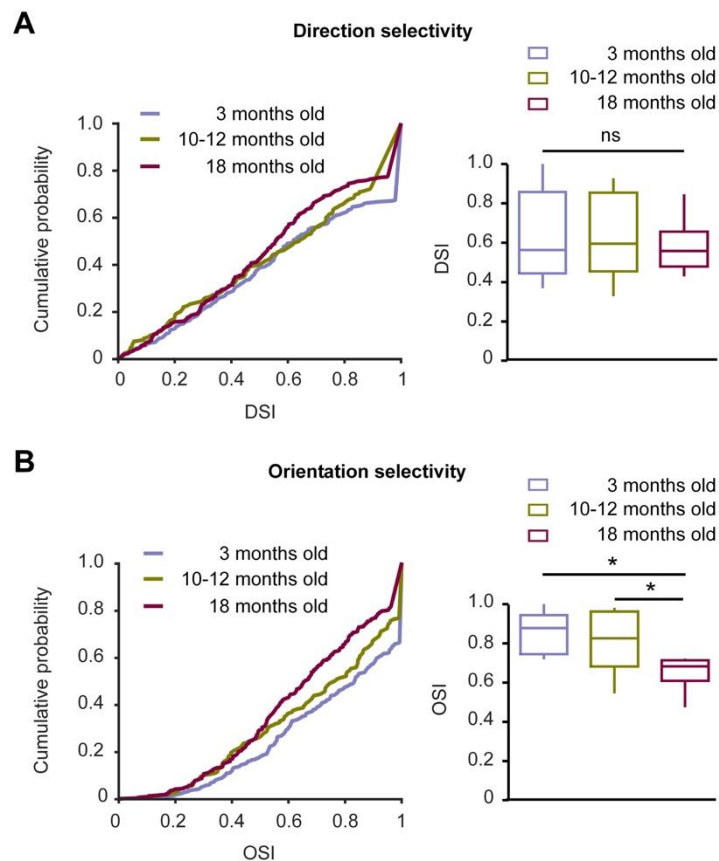 A
Direction selectivity
3 months old
10-12 months old
18 months old
3 months old
10-12 months old
18 months old
Cumulative probability
1.0
0.8
0.6
0.4
0.2
0
0
0.2
0.4
0.6
0.8
1
DSI
ns
DSI
1.0
0.8
0.6
0.4
0.2
0
B
Orientation selectivity
3 months old
10-12 months old
18 months old
3 months old
10-12 months old
18 months old
Cumulative probability
1.0
0.8
0.6
0.4
0.2
0
0
0.2
0.4
0.6
0.8
1
OSI
*
*
OSI
1.0
0.8
0.6
0.4
0.2
0